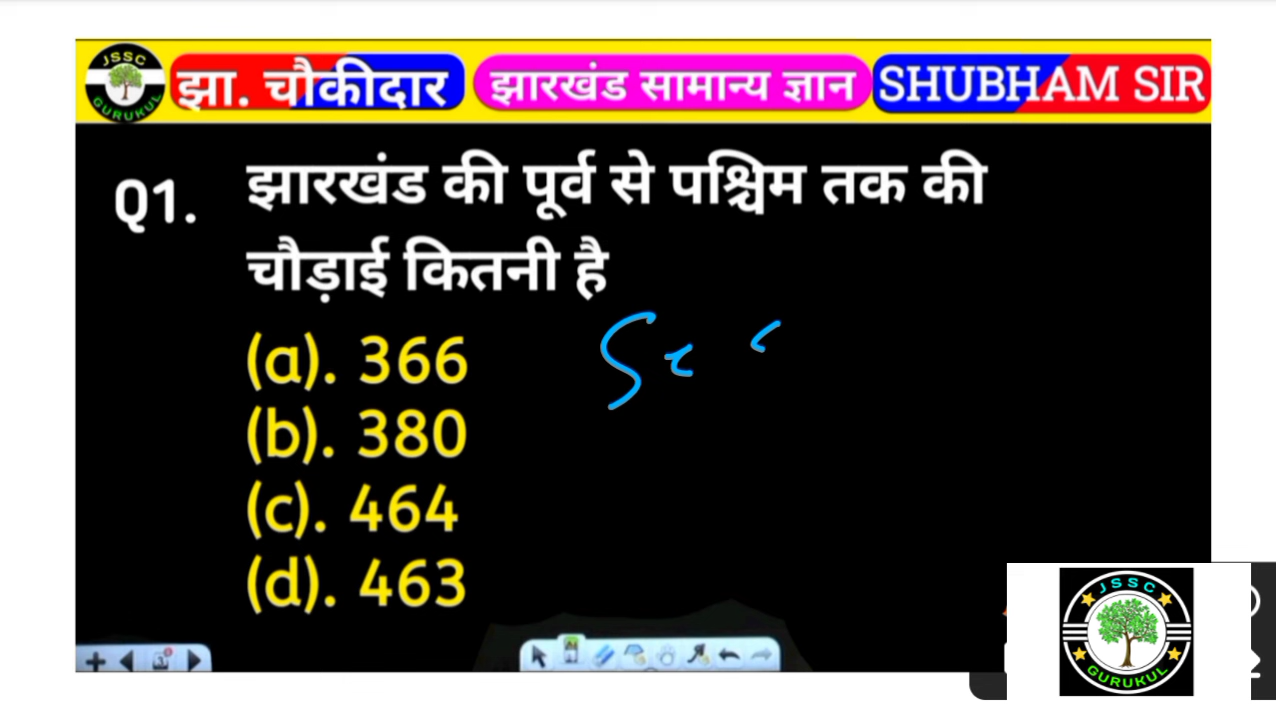 JSSC GURUKUL
झा. चौकीदार
झारखंड सामान्य ज्ञान
SHUBHAM SIR
Q1. झारखंड की पूर्व से पश्चिम तक की
चौड़ाई कितनी है
(a). 366
(b). 380
(c). 464
(d). 463
JSSC
GURUKUL